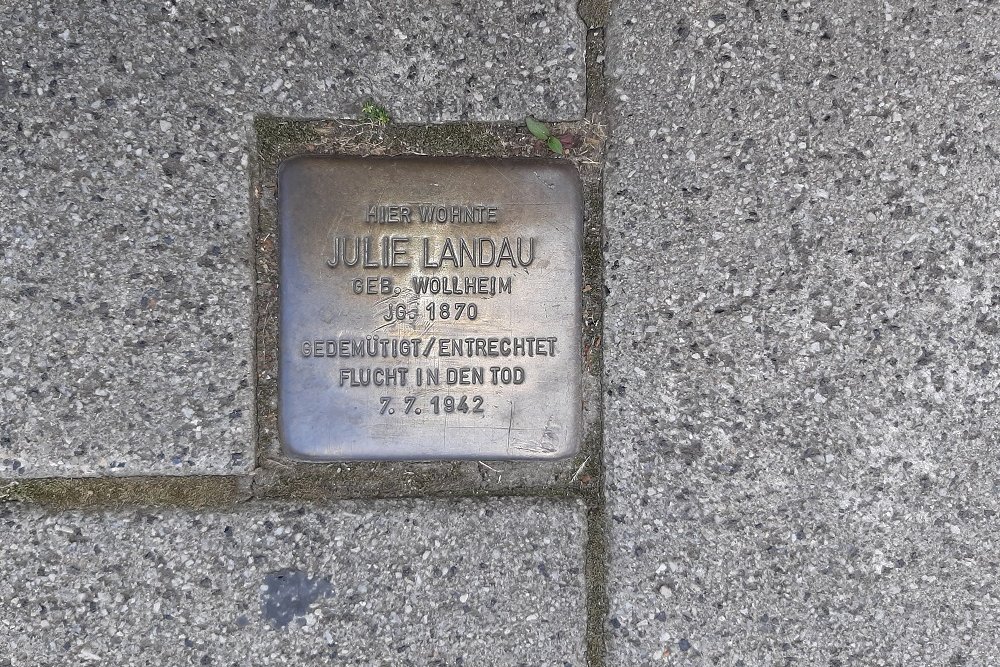 HIER WOHNTE
JULIE LANDAU
GEB. WOLLHEIM
JG. 1870
GEDEMÜTIGT/ENTRECHTET
FLUCHT IN DEN TOD
7. 7. 1942